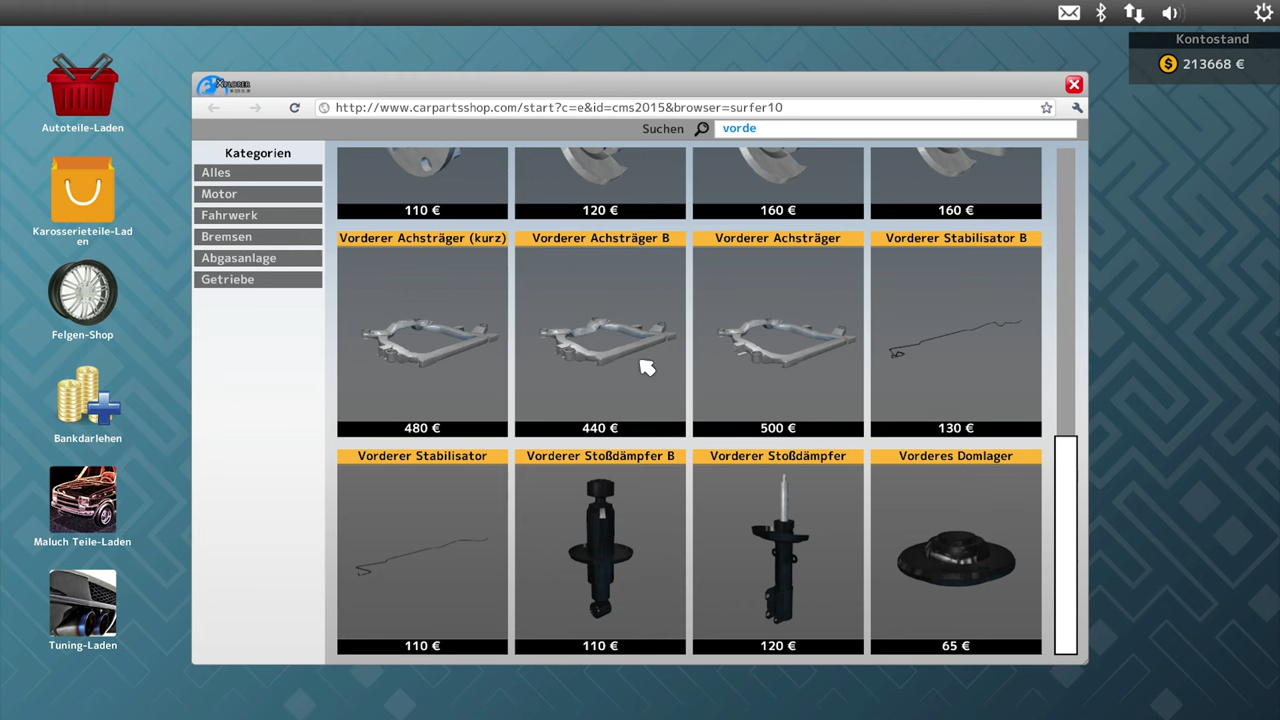 Kontostand
213668 €
Autoteile-Laden
Karosserieteile-Lad
en
Felgen-Shop
Bankdarlehen
Maluch Teile-Laden
Tuning-Laden
XPLORER
http://www.carpartsshop.com/start?c=e&id=cms2015&browser=surfer10
Suchen vorde
Kategorien
Alles
Motor
Fahrwerk
Bremsen
Abgasanlage
Getriebe
110 € 120 € 160 € 160 €
Vorderer Achsträger (kurz) Vorderer Achsträger B Vorderer Achsträger Vorderer Stabilisator B
480 € 440 € 500 € 130 €
Vorderer Stabilisator Vorderer Stoßdämpfer B Vorderer Stoßdämpfer Vorderes Domlager
110 € 110 € 120 € 65 €